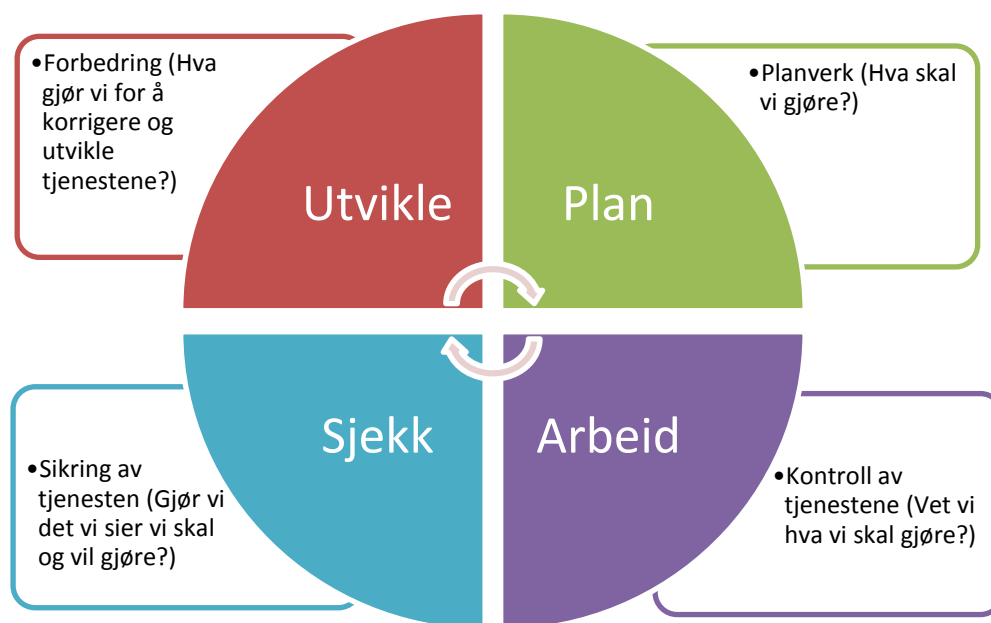 •Forbedring (Hva
gjør vi for å
korrigere og
utvikle
tjenestene?)
Utvikle
Plan
•Planverk (Hva skal
vi gjøre?)
•Sikring av
tjenesten (Gjør vi
det vi sier vi skal
og vil gjøre?)
Sjekk
Arbeid
•Kontroll av
tjenestene (Vet vi
hva vi skal gjøre?)